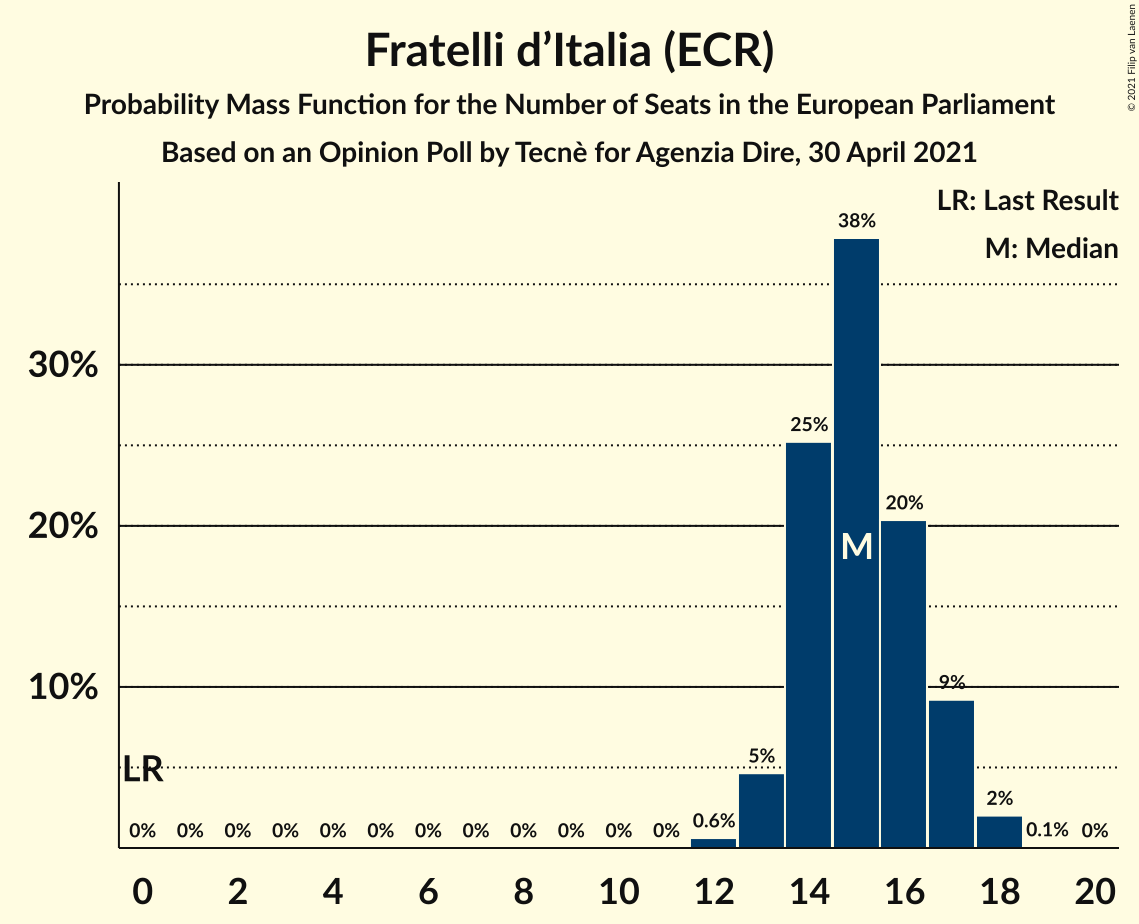 Fratelli d’Italia (ECR)
Probability Mass Function for the Number of Seats in the European Parliament
Based on an Opinion Poll by Tecnè for Agenzia Dire, 30 April 2021
© 2021 Filip van Laenen
LR: Last Result
M: Median
38%
30%
25%
20%
20%
M
10%
9%
5%
LR
2%
0% 0% 0% 0% 0% 0% 0% 0% 0% 0% 0% 0% 0.6% 0.1% 0%
0 2 4 6 8 10 12 14 16 18 20